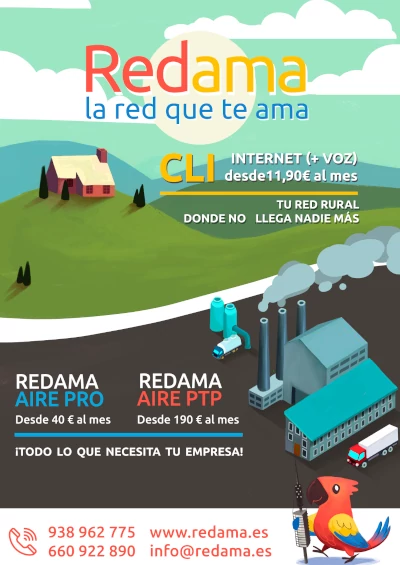 Redama
la red que te ama
CLI
INTERNET (+ VOZ)
desde11,90€ al mes
TU RED RURAL
DONDE NO LLEGA NADIE MÁS
REDAMA
AIRE PRO
Desde 40 € al mes
REDAMA
AIRE PTP
Desde 190 € al mes
¡TODO LO QUE NECESITA TU EMPRESA!
938 962 775 www.redama.es
660 922 890 info@redama.es